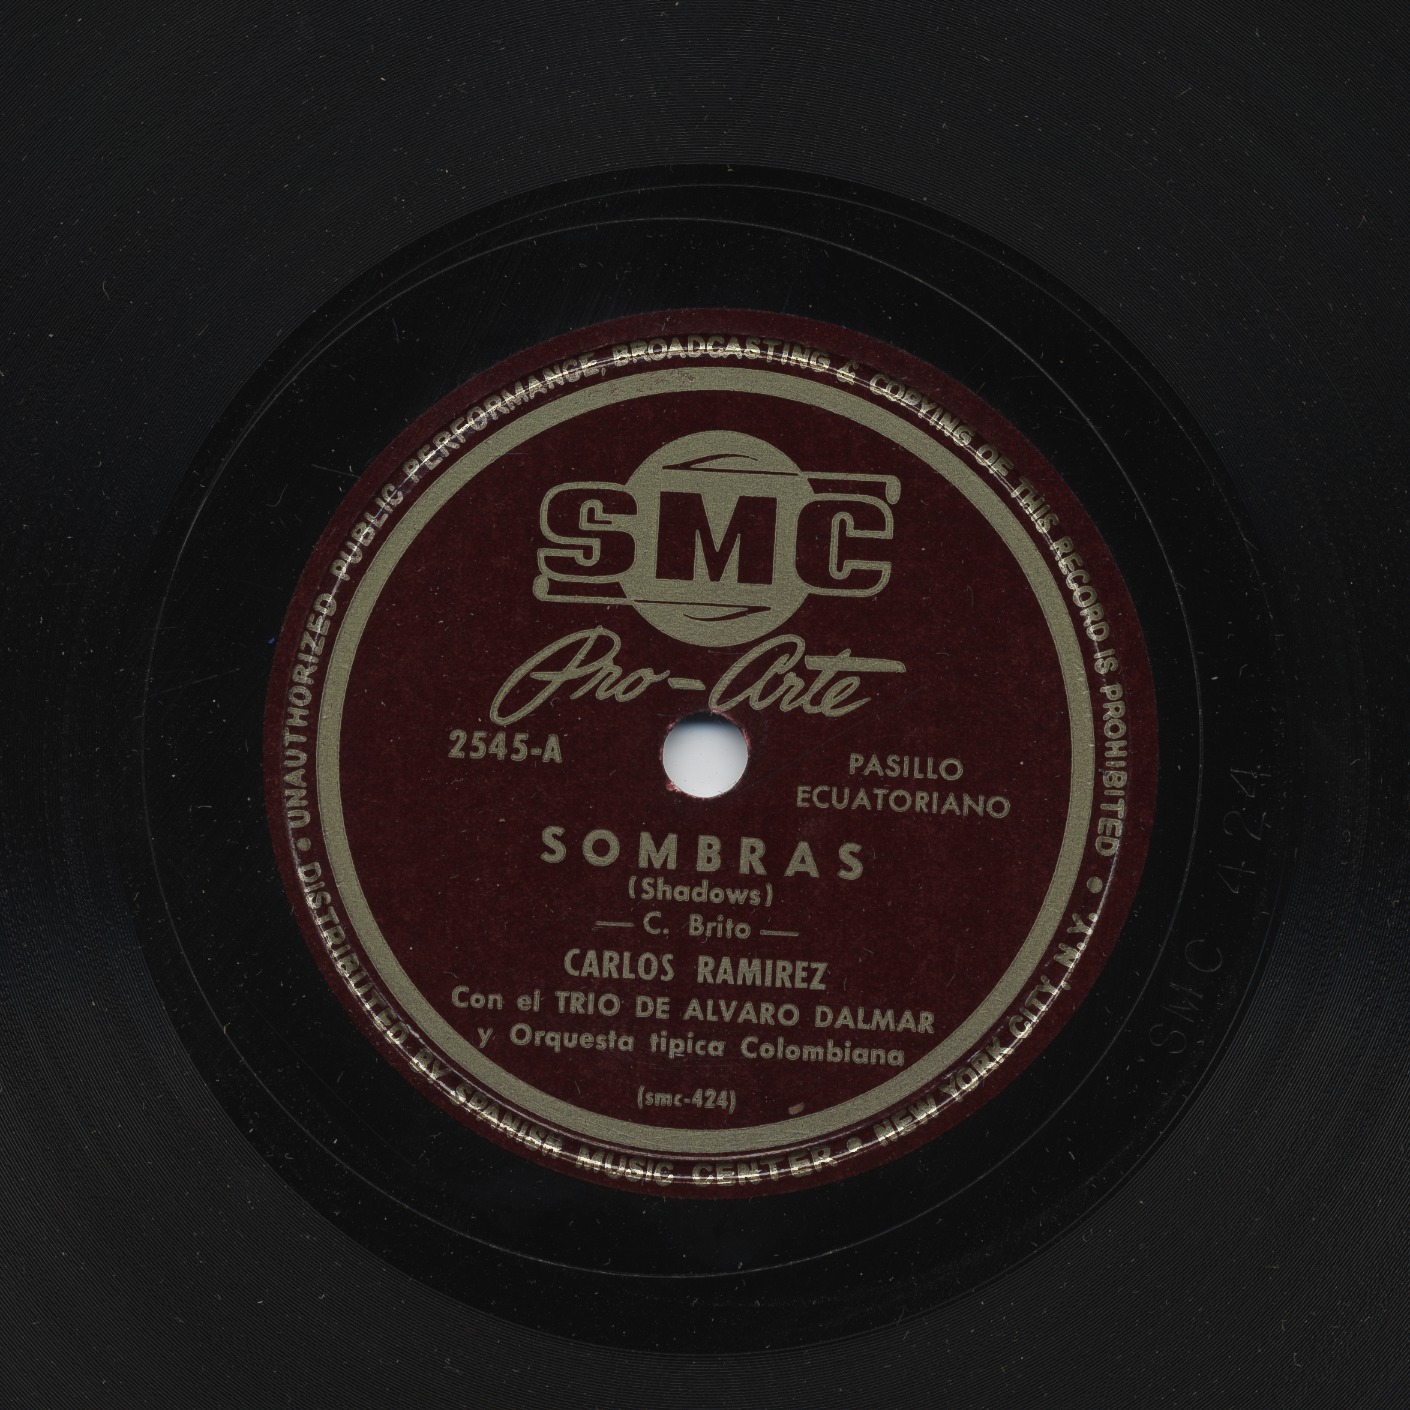 UNAUTHORIZED PUBLIC PERFORMANCE, BROADCASTING & COPYING OF THIS RECORD IS PROHIBITED
SMC
Pro-Arte
2545-A
PASILLO
ECUATORIANO
SOMBRAS
(Shadows)
— C. Brito —
CARLOS RAMIREZ
Con el TRIO DE ALVARO DALMAR
y Orquesta tipica Colombiana
(smc-424)
• DISTRIBUTED BY SPANISH MUSIC CENTER • NEW YORK CITY, N.Y. •
SMC 424